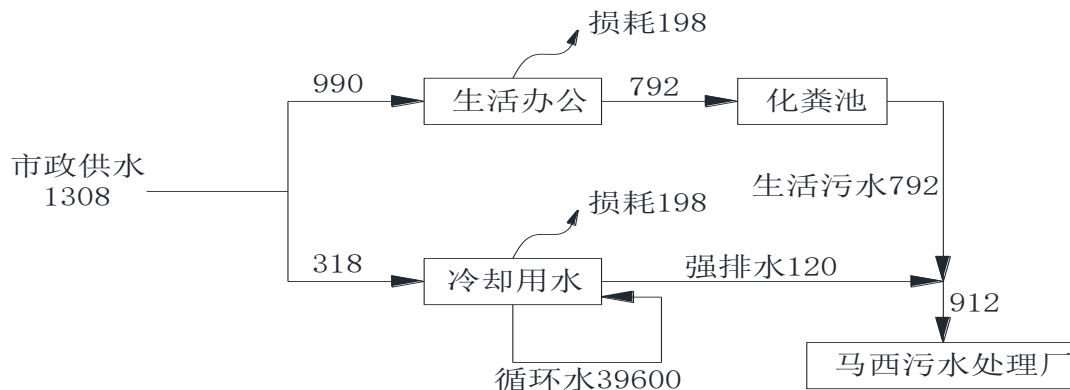 损耗198
990
生活办公
792
化粪池
市政供水
1308
生活污水792
损耗198
318
冷却用水
强排水120
912
循环水39600
马西污水处理厂